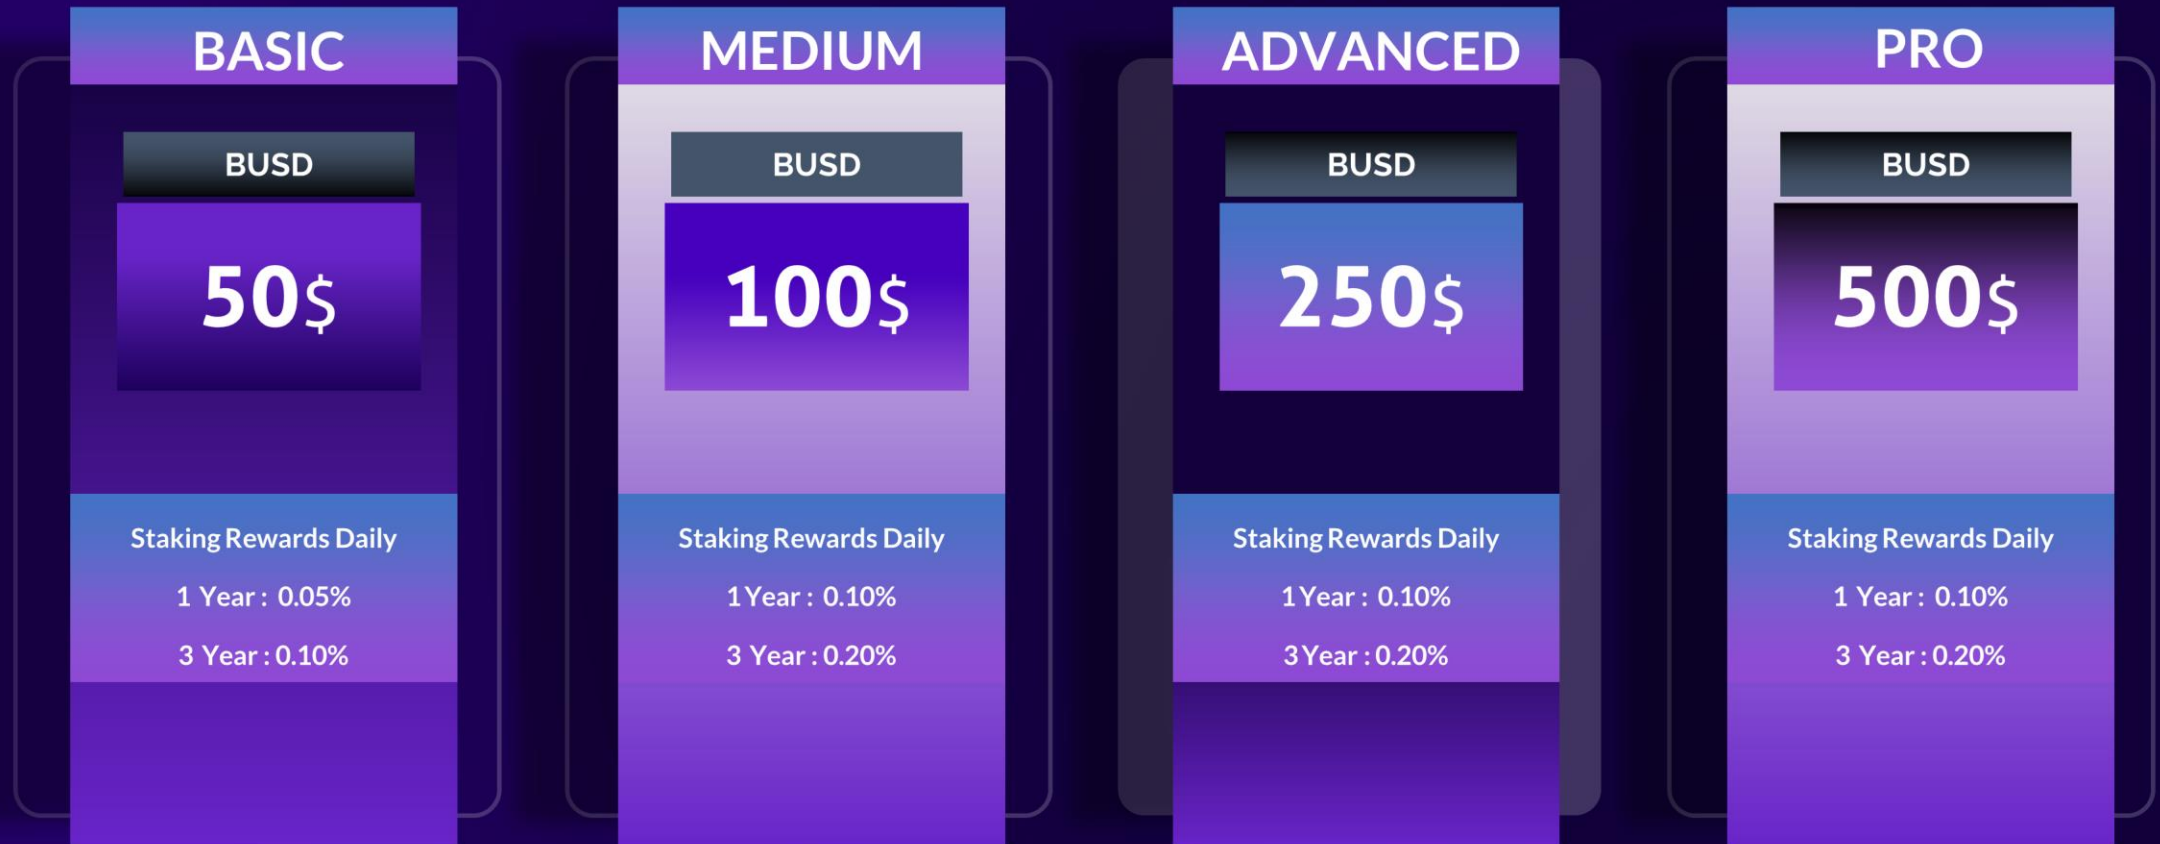 BASIC
BUSD
50$
Staking Rewards Daily
1 Year : 0.05%
3 Year : 0.10%
MEDIUM
BUSD
100$
Staking Rewards Daily
1 Year : 0.10%
3 Year : 0.20%
ADVANCED
BUSD
250$
Staking Rewards Daily
1 Year : 0.10%
3 Year : 0.20%
PRO
BUSD
500$
Staking Rewards Daily
1 Year : 0.10%
3 Year : 0.20%